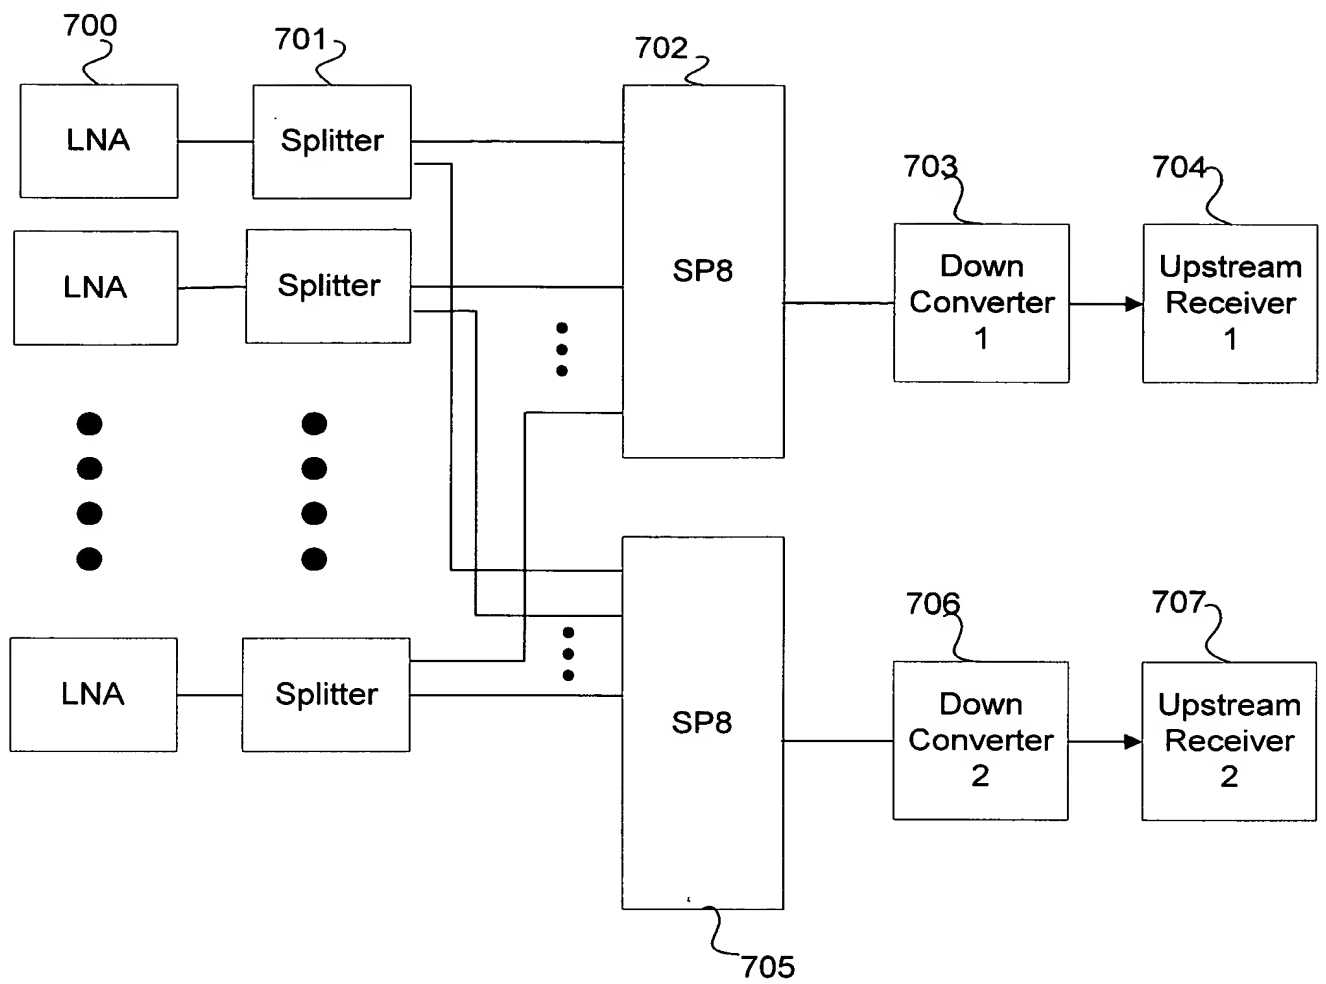 700
701
702
LNA
Splitter
703
704
LNA
Splitter
SP8
Down
Converter
1
Upstream
Receiver
1
706
707
LNA
Splitter
SP8
Down
Converter
2
Upstream
Receiver
2
705